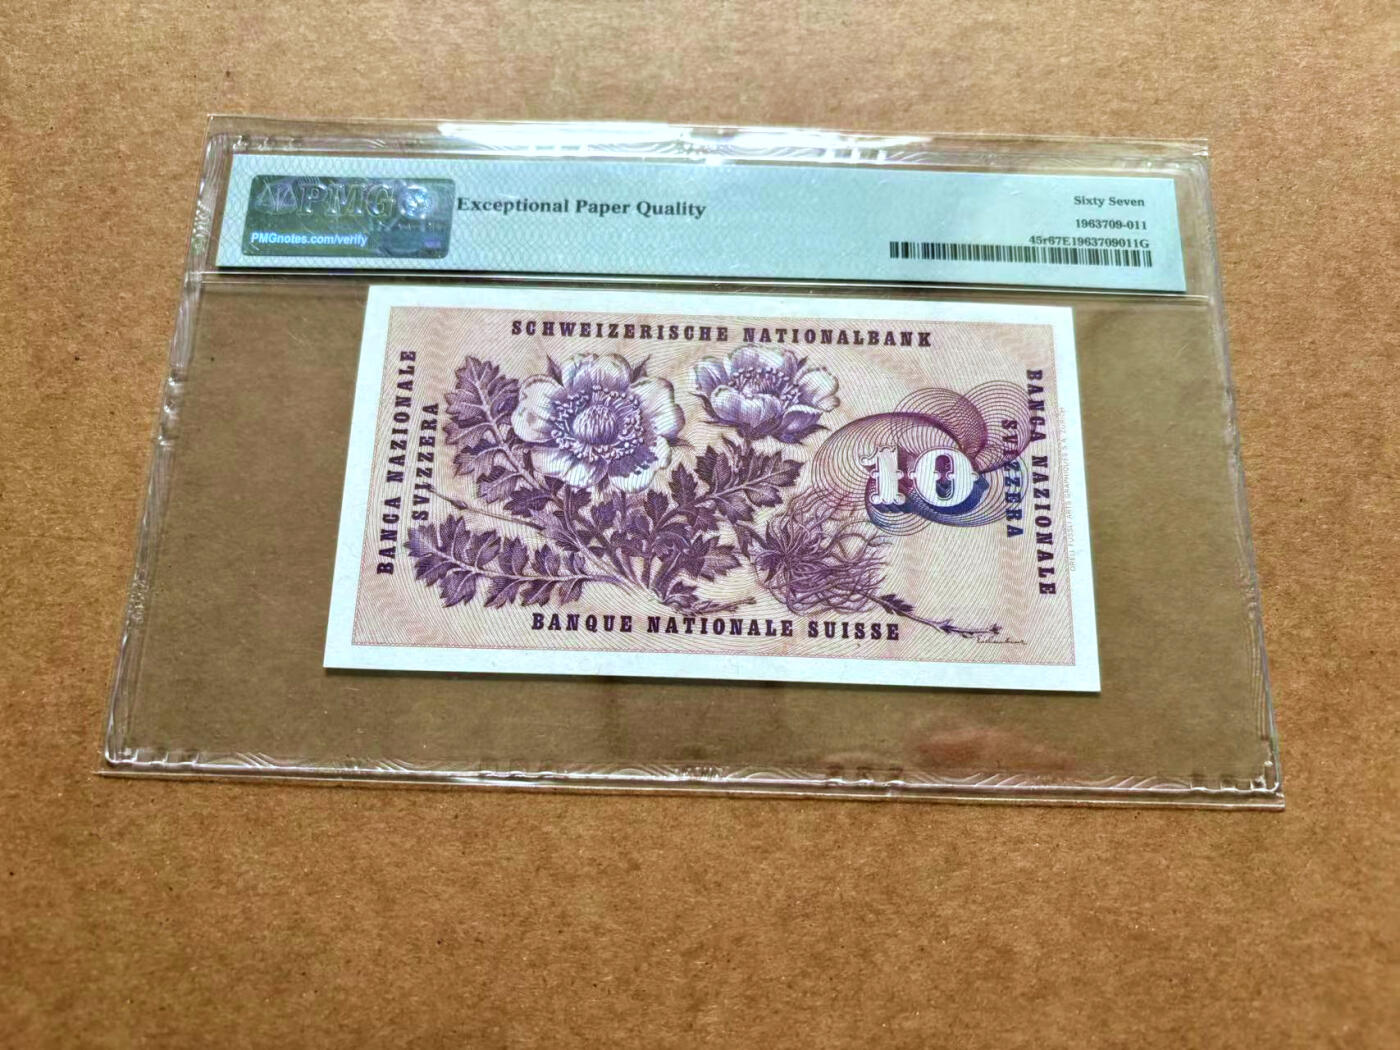 PMG
PMGnotes.com/verify
Exceptional Paper Quality
Sixty Seven
1963709-011
45r67E1963709011G
SCHWEIZERISCHE NATIONALBANK
BANCA NAZIONALE
SVIZZERA
10
BANCA NAZIONALE
SVIZZERA
BANQUE NATIONALE SUISSE